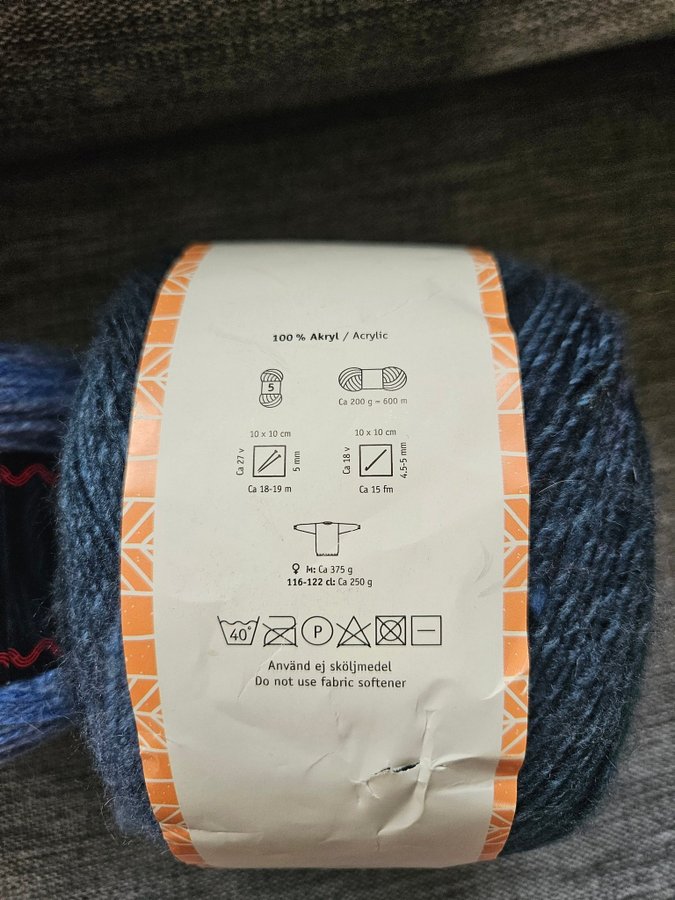 100 % Akryl / Acrylic
5
Ca 200 g = 600 m
10 x 10 cm
Ca 27 v
5 mm
Ca 18-19 m
10 x 10 cm
Ca 18 v
4.5-5 mm
Ca 15 fm
♀ M: Ca 375 g
116-122 cl: Ca 250 g
40°
P
Använd ej sköljmedel
Do not use fabric softener